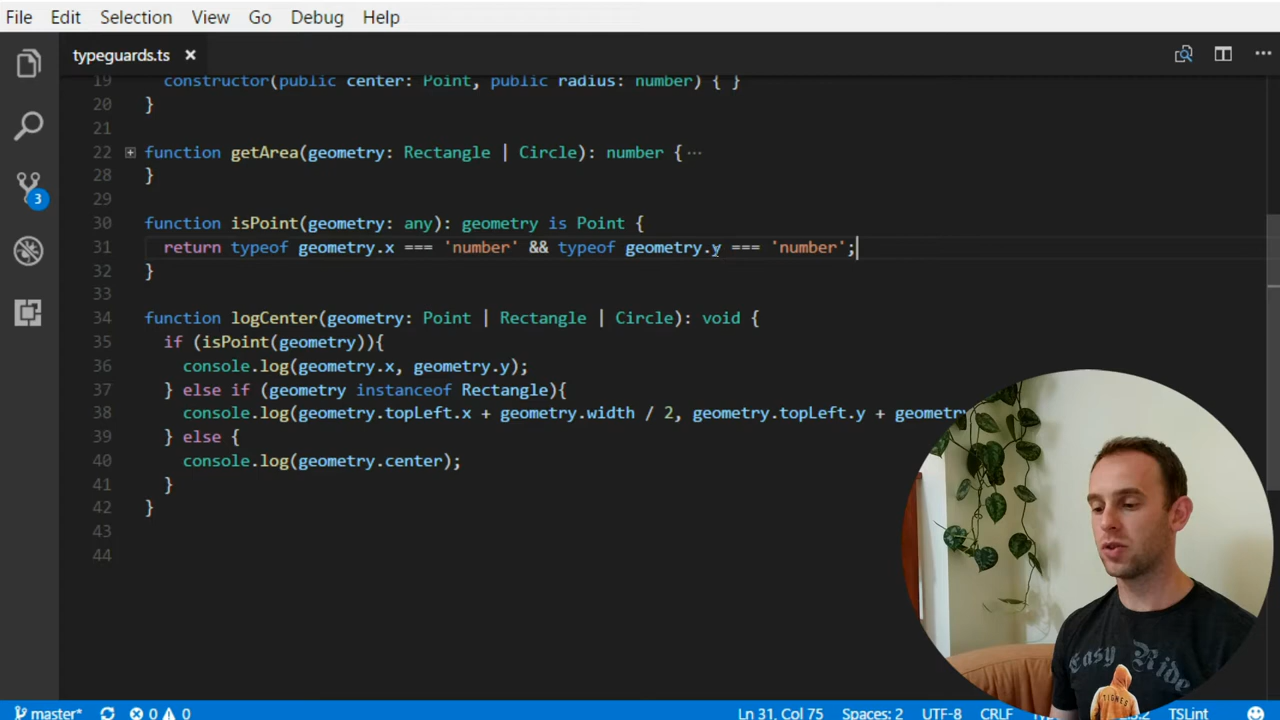 File Edit Selection View Go Debug Help
typeguards.ts
19 constructor(public center: Point, public radius: number) { }
20 }
21
22 function getArea(geometry: Rectangle | Circle): number { ···
28 }
29
30 function isPoint(geometry: any): geometry is Point {
31 return typeof geometry.x === 'number' && typeof geometry.y === 'number';
32 }
33
34 function logCenter(geometry: Point | Rectangle | Circle): void {
35 if (isPoint(geometry)){
36 console.log(geometry.x, geometry.y);
37 } else if (geometry instanceof Rectangle){
38 console.log(geometry.topLeft.x + geometry.width / 2, geometry.topLeft.y + geometry
39 } else {
40 console.log(geometry.center);
41 }
42 }
43
44
3
Easy Ride
TIGNES
master* 0 0 Ln 31, Col 75 Spaces: 2 UTF-8 CRLF TSLint